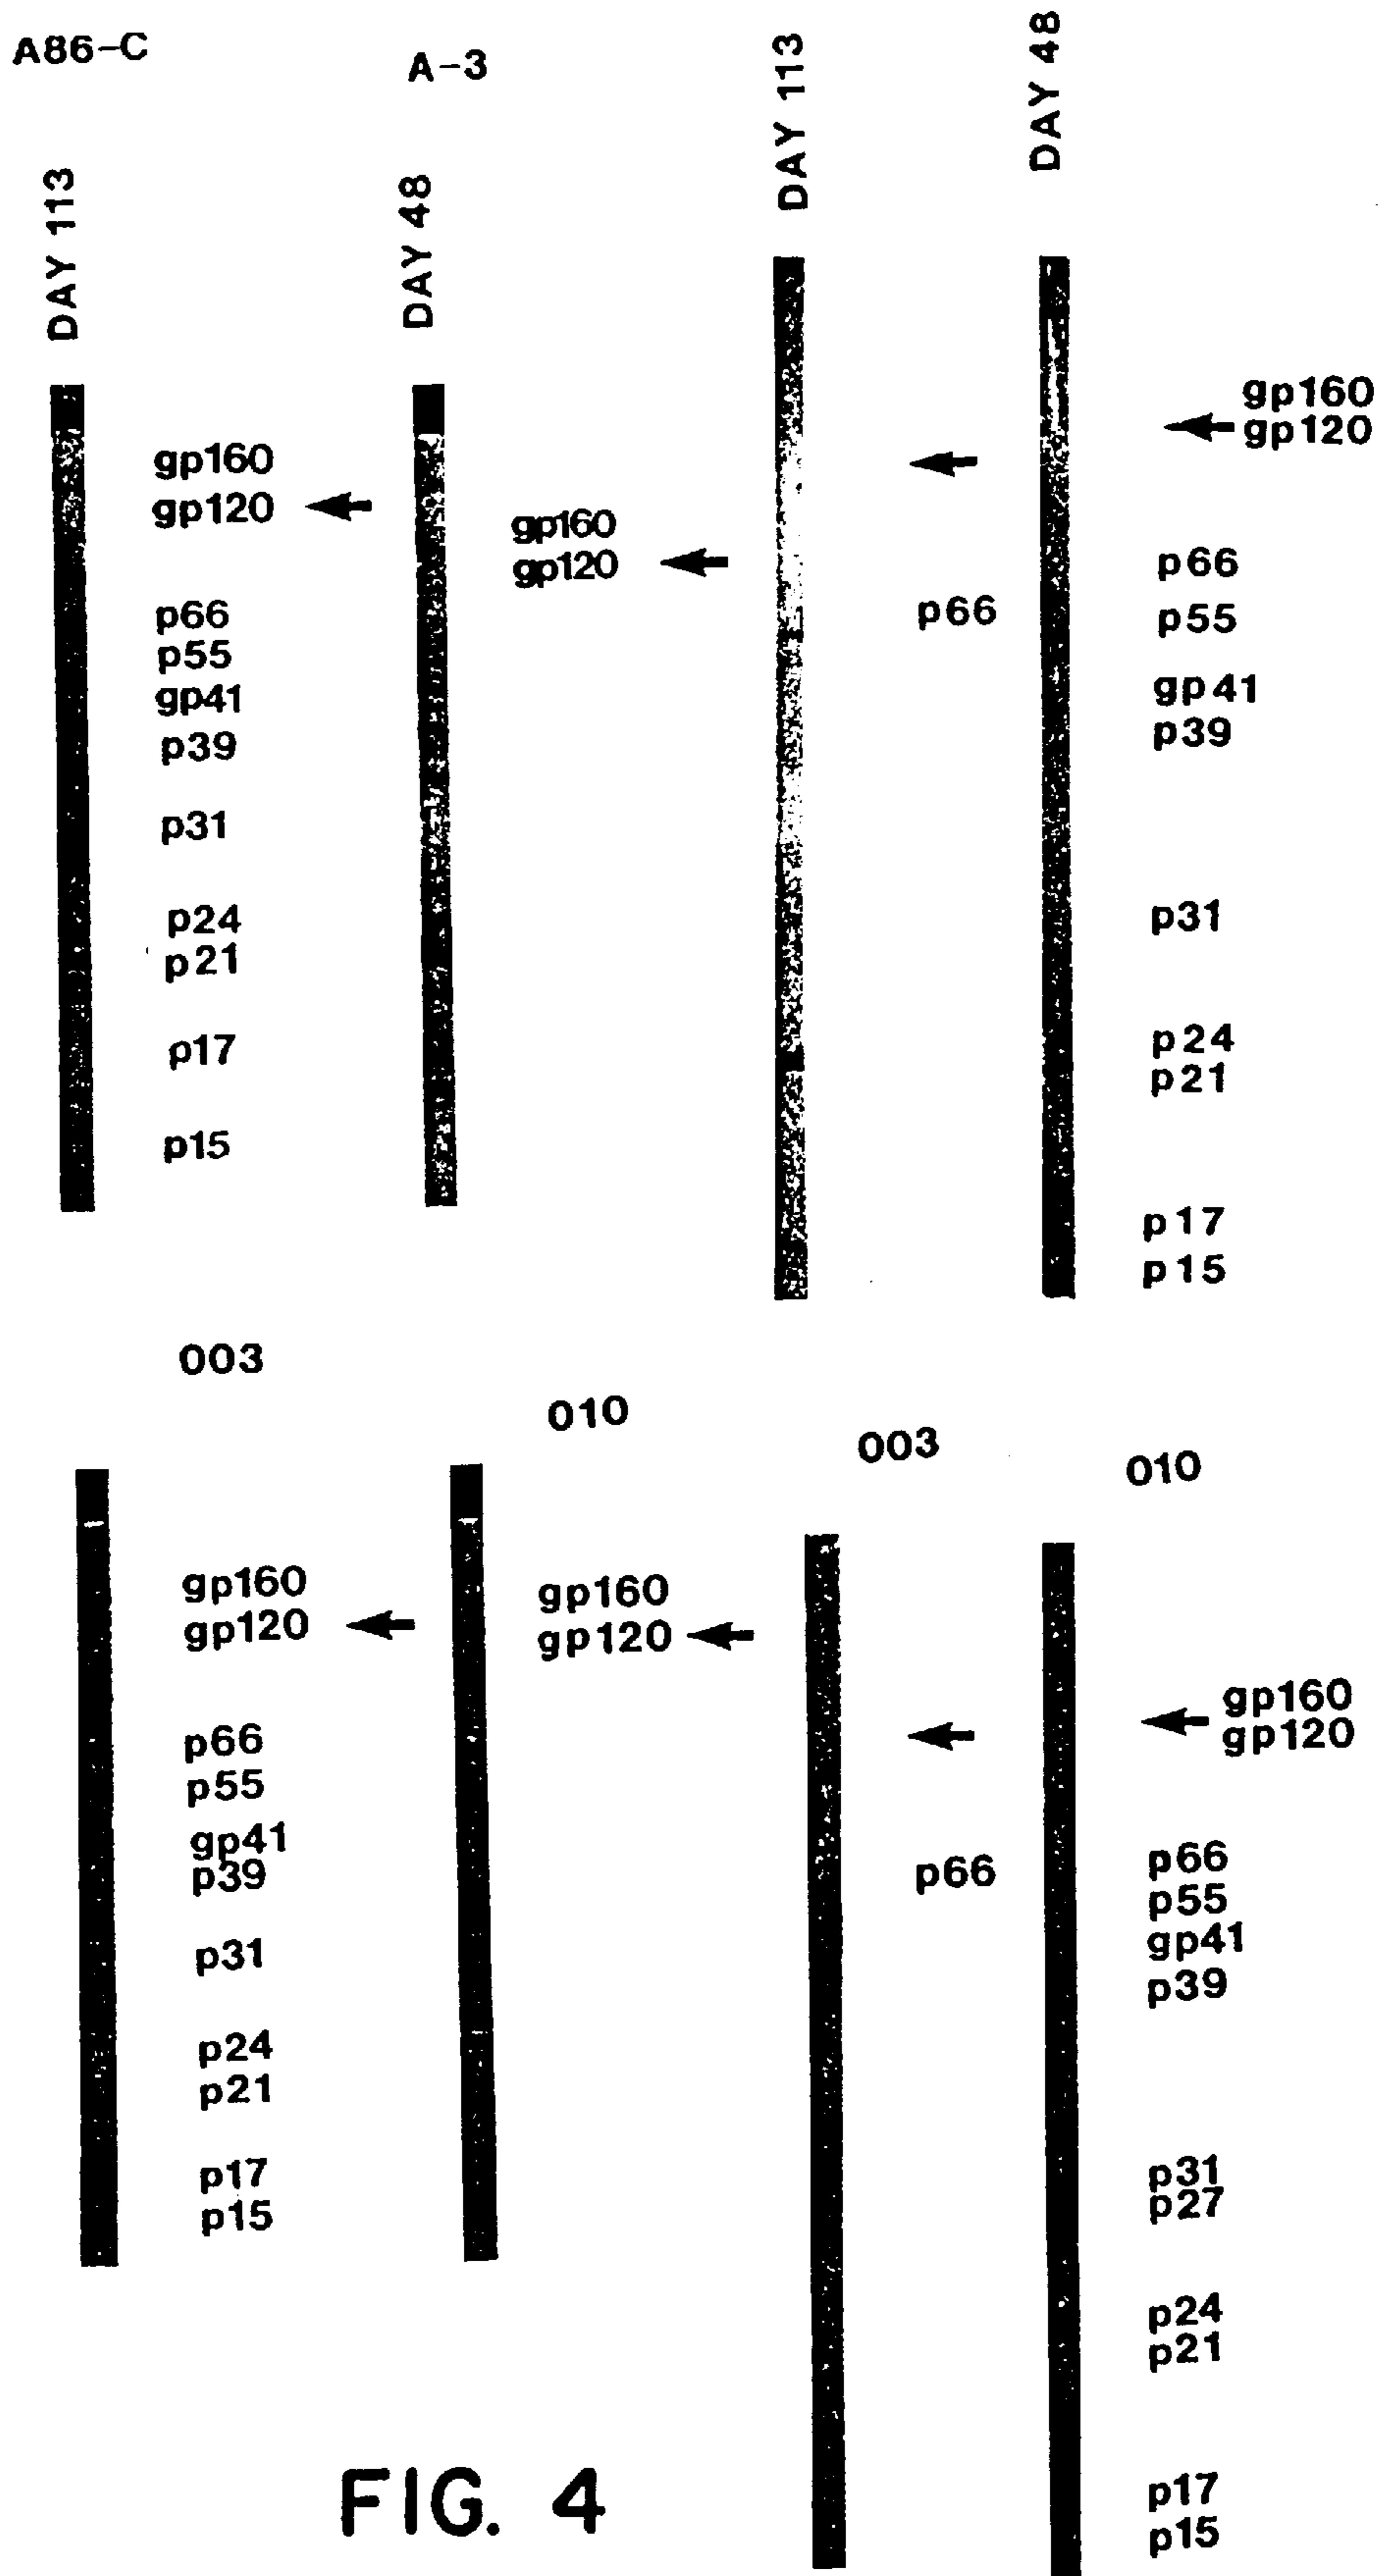 A86-C
A-3
DAY 113
DAY 48
DAY 113
DAY 48
gp160
gp120
p66
p55
gp41
p39
p31
p24
p21
p17
p15
gp160
gp120
p66
gp160
gp120
p66
p55
gp41
p39
p31
p24
p21
p17
p15
003
010
003
010
gp160
gp120
p66
p55
gp41
p39
p31
p24
p21
p17
p15
gp160
gp120
p66
gp160
gp120
p66
p55
gp41
p39
p31
p27
p24
p21
p17
p15
FIG. 4